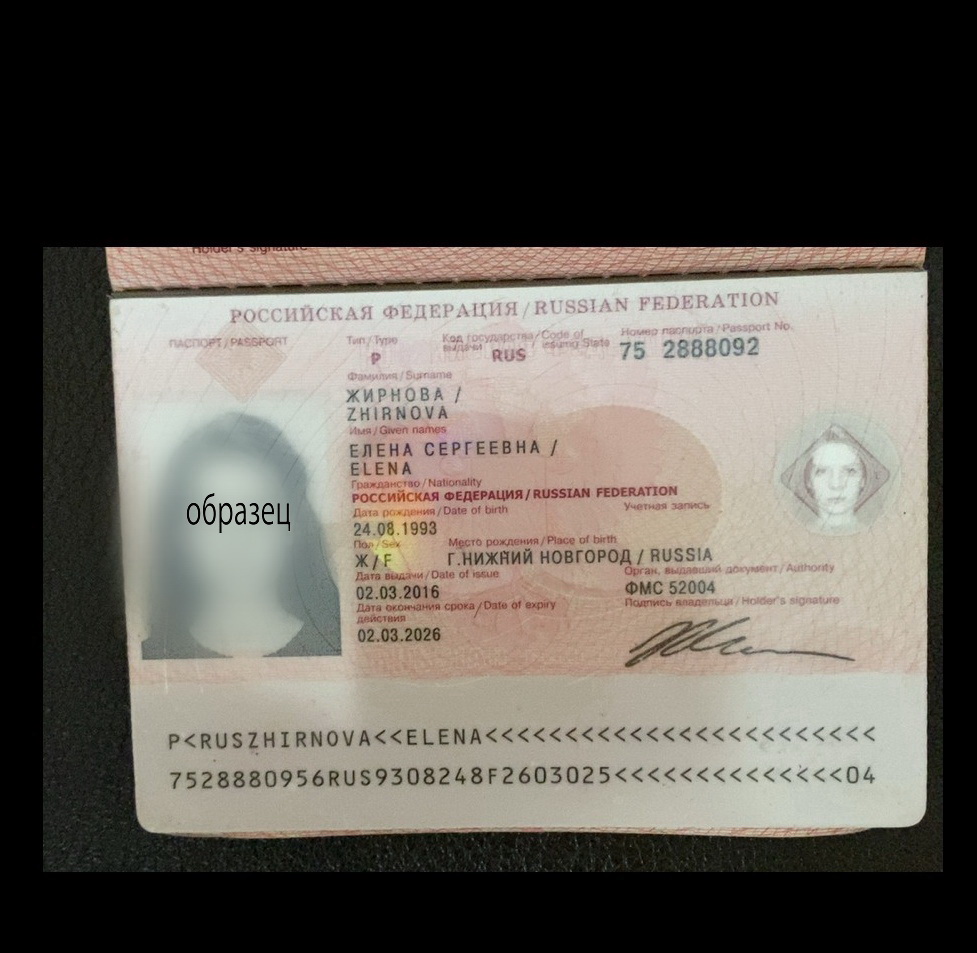 Holder's signature
РОССИЙСКАЯ ФЕДЕРАЦИЯ / RUSSIAN FEDERATION
ПАСПОРТ / PASSPORT
Тип / Type
P
Код государства / Code of
выдачи issuing State
RUS
Номер паспорта / Passport No.
75 2888092
Фамилия / Surname
ЖИРНОВА /
ZHIRNOVA
Имя / Given names
ЕЛЕНА СЕРГЕЕВНА /
ELENA
Гражданство / Nationality
РОССИЙСКАЯ ФЕДЕРАЦИЯ / RUSSIAN FEDERATION
Дата рождения / Date of birth
Учетная запись
24.08.1993
Пол / Sex
Ж / F
Место рождения / Place of birth
Г.НИЖНИЙ НОВГОРОД / RUSSIA
Дата выдачи / Date of issue
02.03.2016
Орган, выдавший документ / Authority
ФМС 52004
Дата окончания срока / Date of expiry
действия
02.03.2026
Подпись владельца / Holder's signature
образец
P<RUSZHIRNOVA<<ELENA<<<<<<<<<<<<<<<<<<<<<<<<
7528880956RUS9308248F2603025<<<<<<<<<<<<<<04